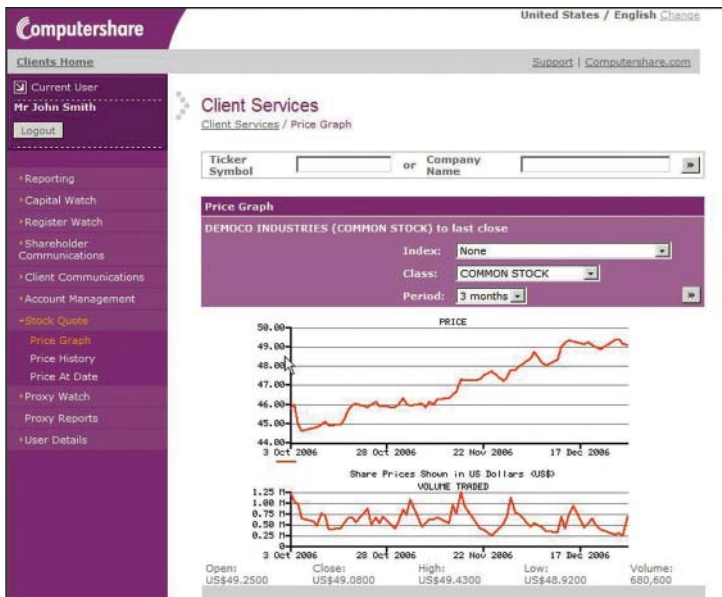 United States / English Change
Computershare
Clients Home
Support | Computershare.com
Current User
Mr John Smith
Logout
Reporting
Capital Watch
Register Watch
Shareholder
Communications
Client Communications
Account Management
Stock Quote
Price Graph
Price History
Price At Date
Proxy Watch
Proxy Reports
User Details
Client Services
Client Services / Price Graph
Ticker Symbol or Company Name »
Price Graph
DEMOCO INDUSTRIES (COMMON STOCK) to last close
Index: None
Class: COMMON STOCK
Period: 3 months »
PRICE
50.00
49.00
48.00
47.00
46.00
45.00
44.00
3 Oct 2006 28 Oct 2006 22 Nov 2006 17 Dec 2006
Share Prices Shown in US Dollars (US$)
VOLUME TRADED
1.25 M
1.00 M
0.75 M
0.50 M
0.25 M
3 Oct 2006 28 Oct 2006 22 Nov 2006 17 Dec 2006
Open: Close: High: Low: Volume:
US$49.2500 US$49.0800 US$49.4300 US$48.9200 680,600